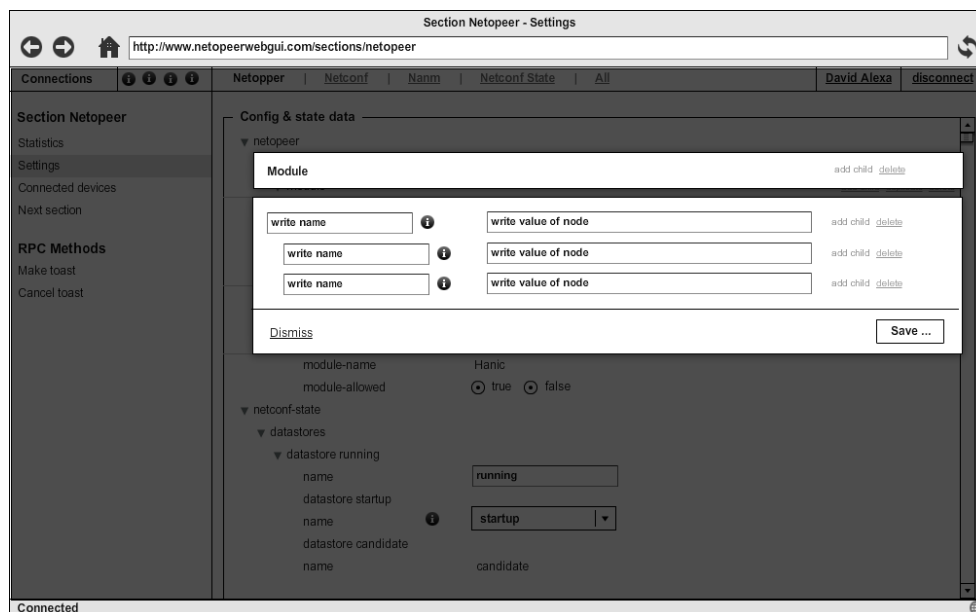 Section Netopeer - Settings
http://www.netopeerwebgui.com/sections/netopeer
Connections
Netopper | Netconf | Nanm | Netconf State | All
David Alexa
disconnect
Section Netopeer
Statistics
Settings
Connected devices
Next section
RPC Methods
Make toast
Cancel toast
Config & state data
netopeer
Module
add child delete
write name
write value of node
add child delete
write name
write value of node
add child delete
write name
write value of node
add child delete
Dismiss
Save ...
module-name Hanic
module-allowed true false
netconf-state
datastores
datastore running
name running
datastore startup
name startup
datastore candidate
name candidate
Connected